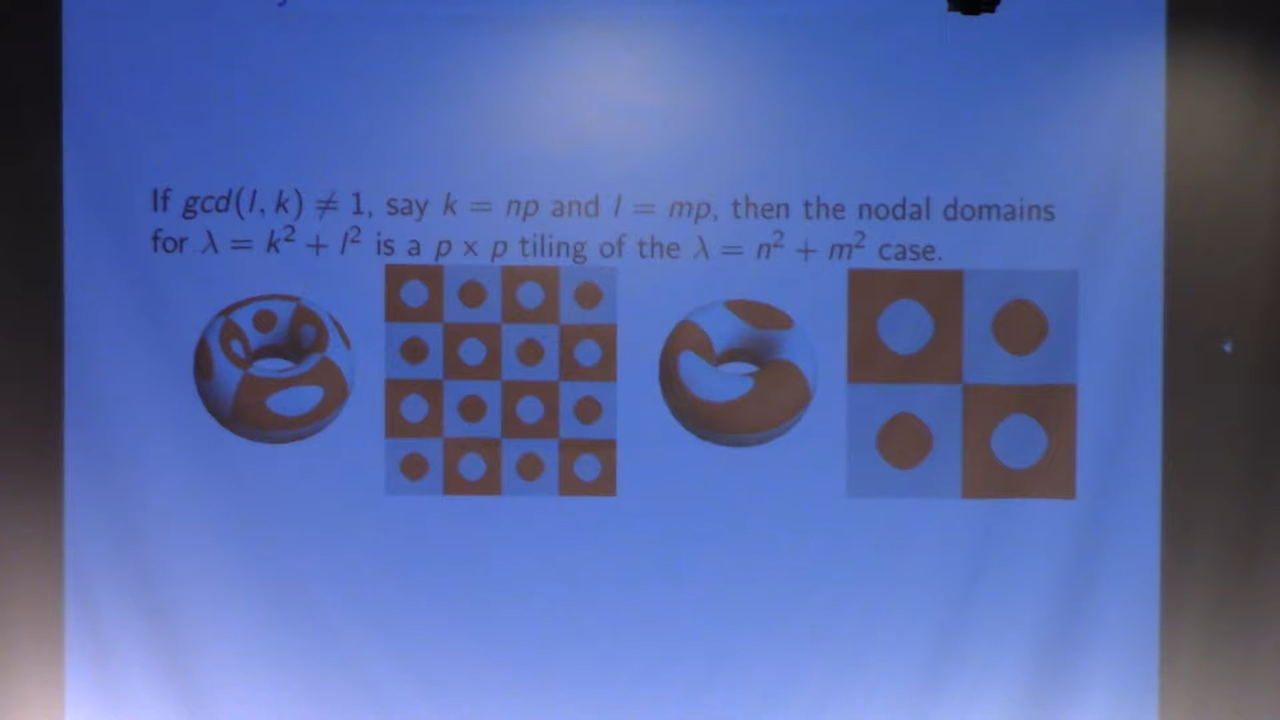 If gcd(l, k) ≠ 1, say k = np and l = mp, then the nodal domains
for λ = k² + l² is a p x p tiling of the λ = n² + m² case.